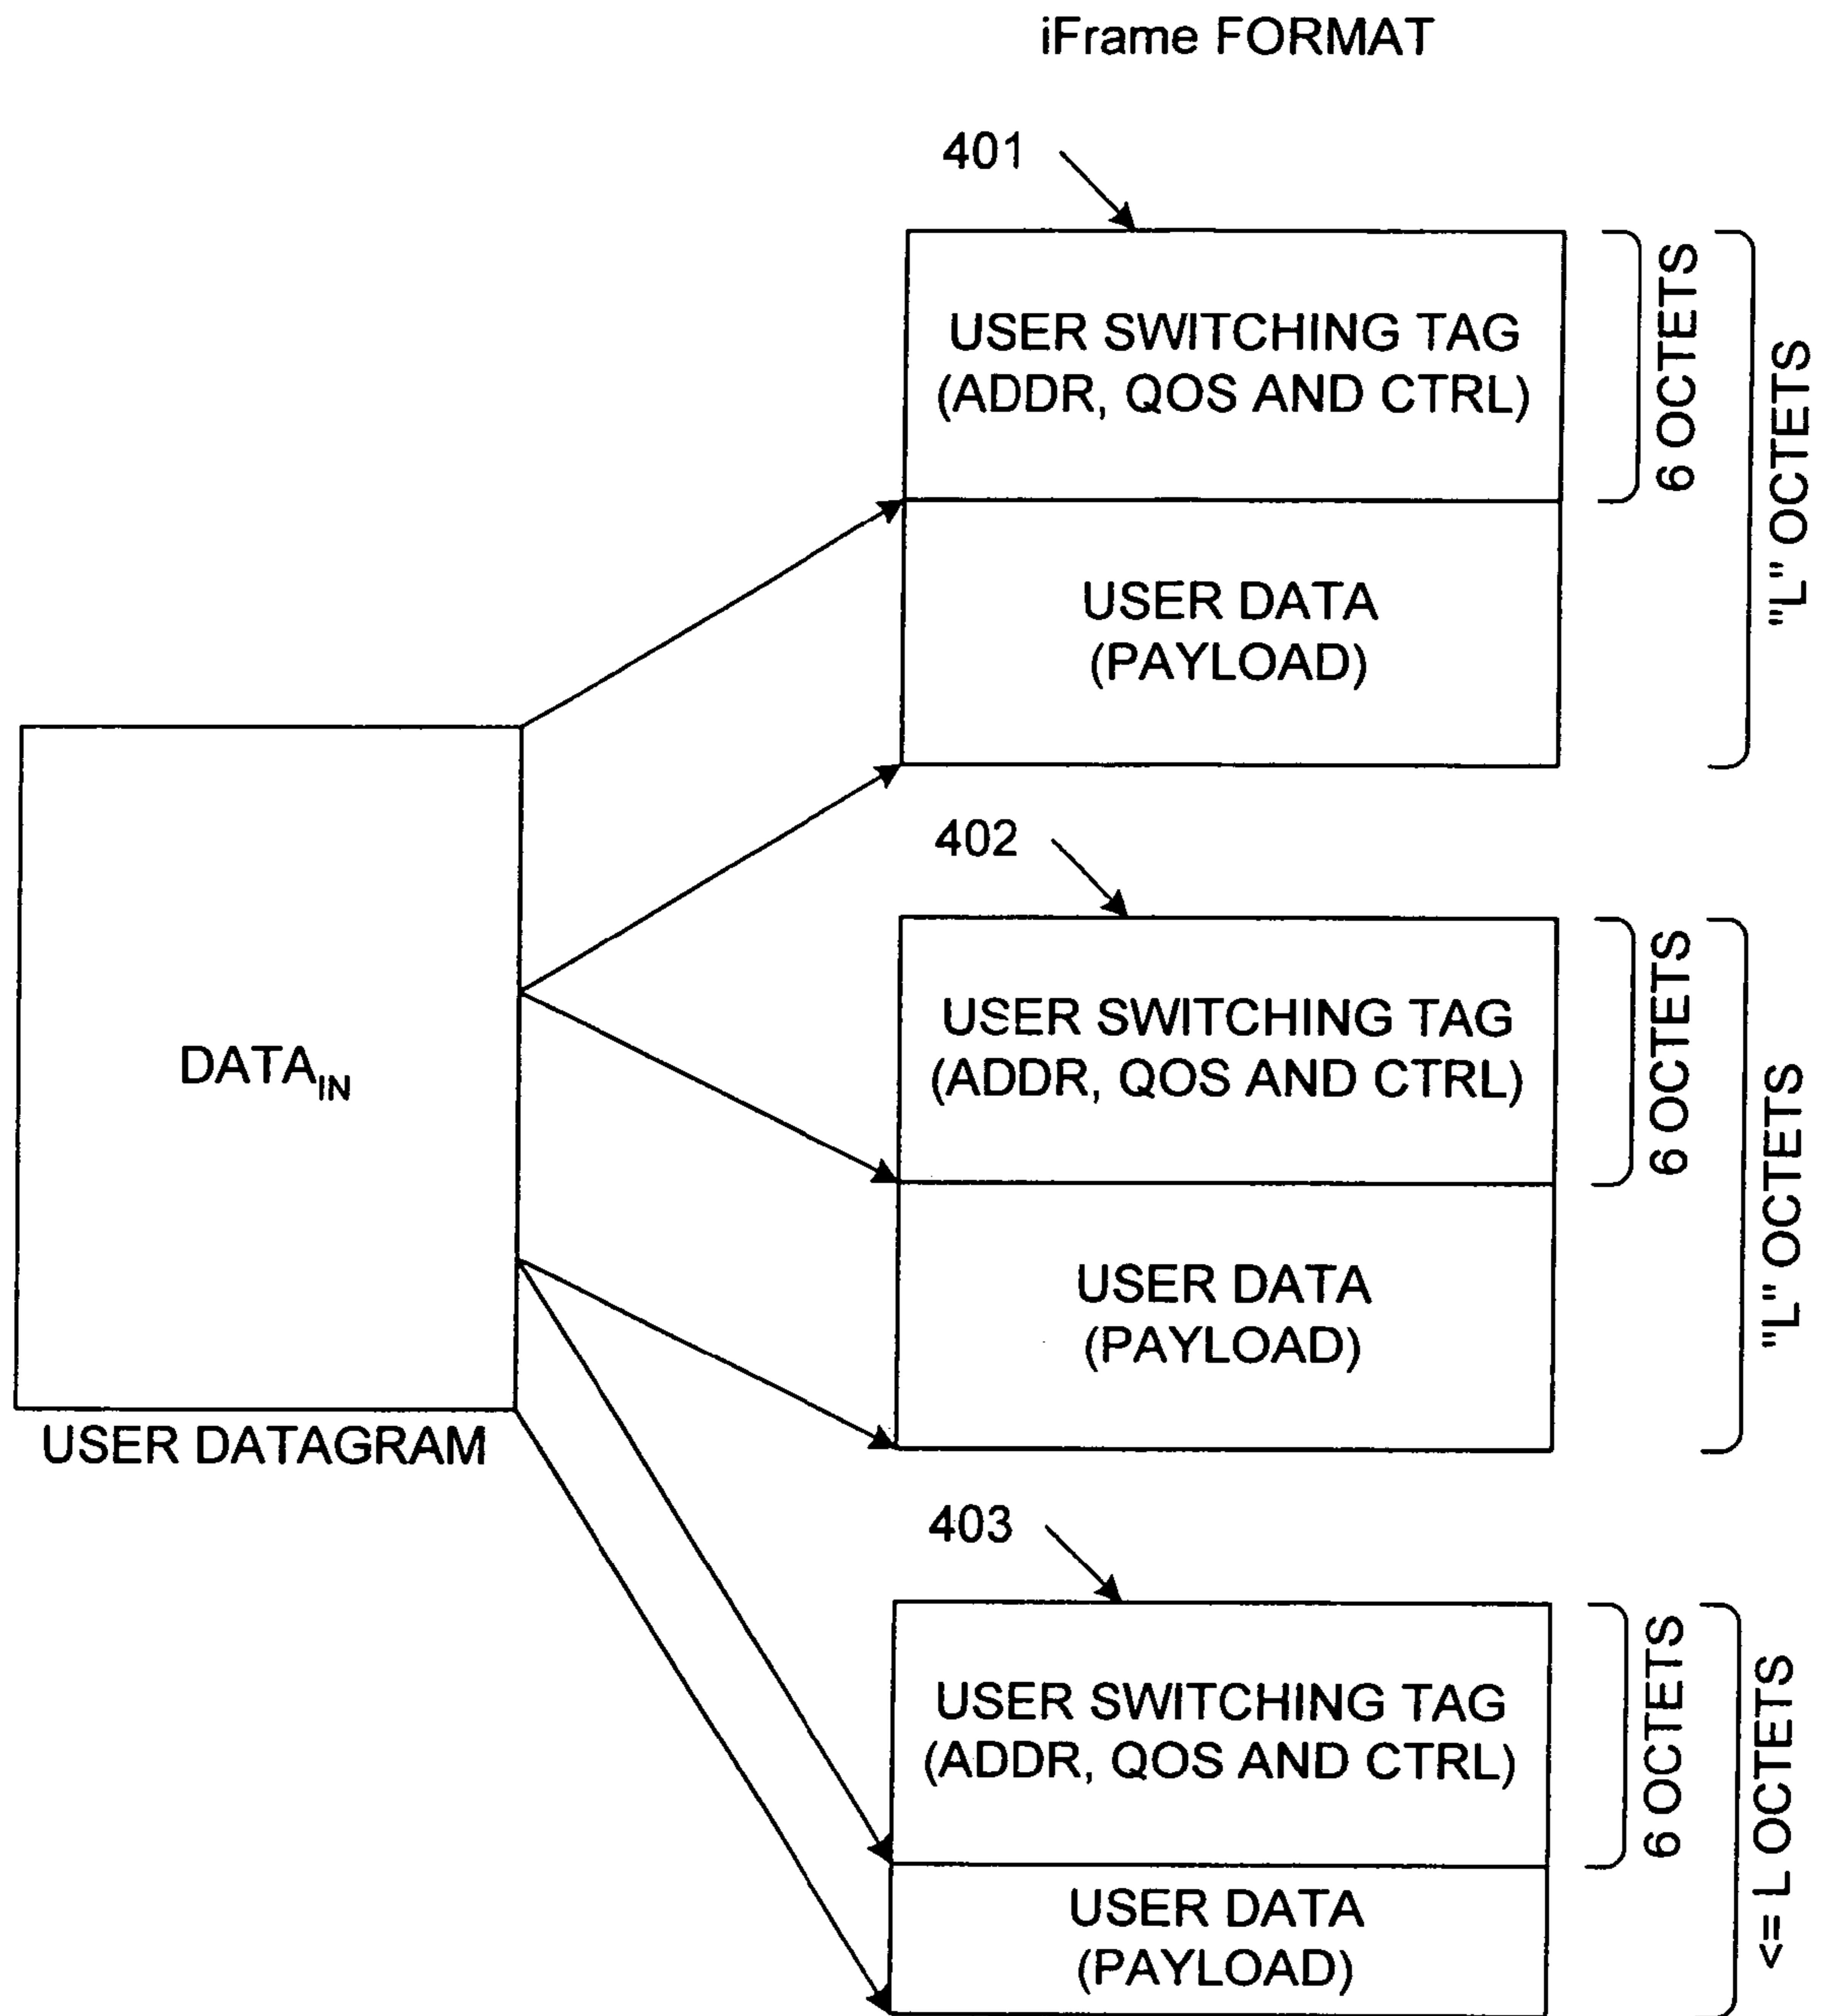 iFrame FORMAT
401
USER SWITCHING TAG
(ADDR, QOS AND CTRL)
6 OCTETS
"L" OCTETS
USER DATA
(PAYLOAD)
402
USER SWITCHING TAG
(ADDR, QOS AND CTRL)
6 OCTETS
"L" OCTETS
USER DATA
(PAYLOAD)
DATA_IN
USER DATAGRAM
403
USER SWITCHING TAG
(ADDR, QOS AND CTRL)
6 OCTETS
<= L OCTETS
USER DATA
(PAYLOAD)